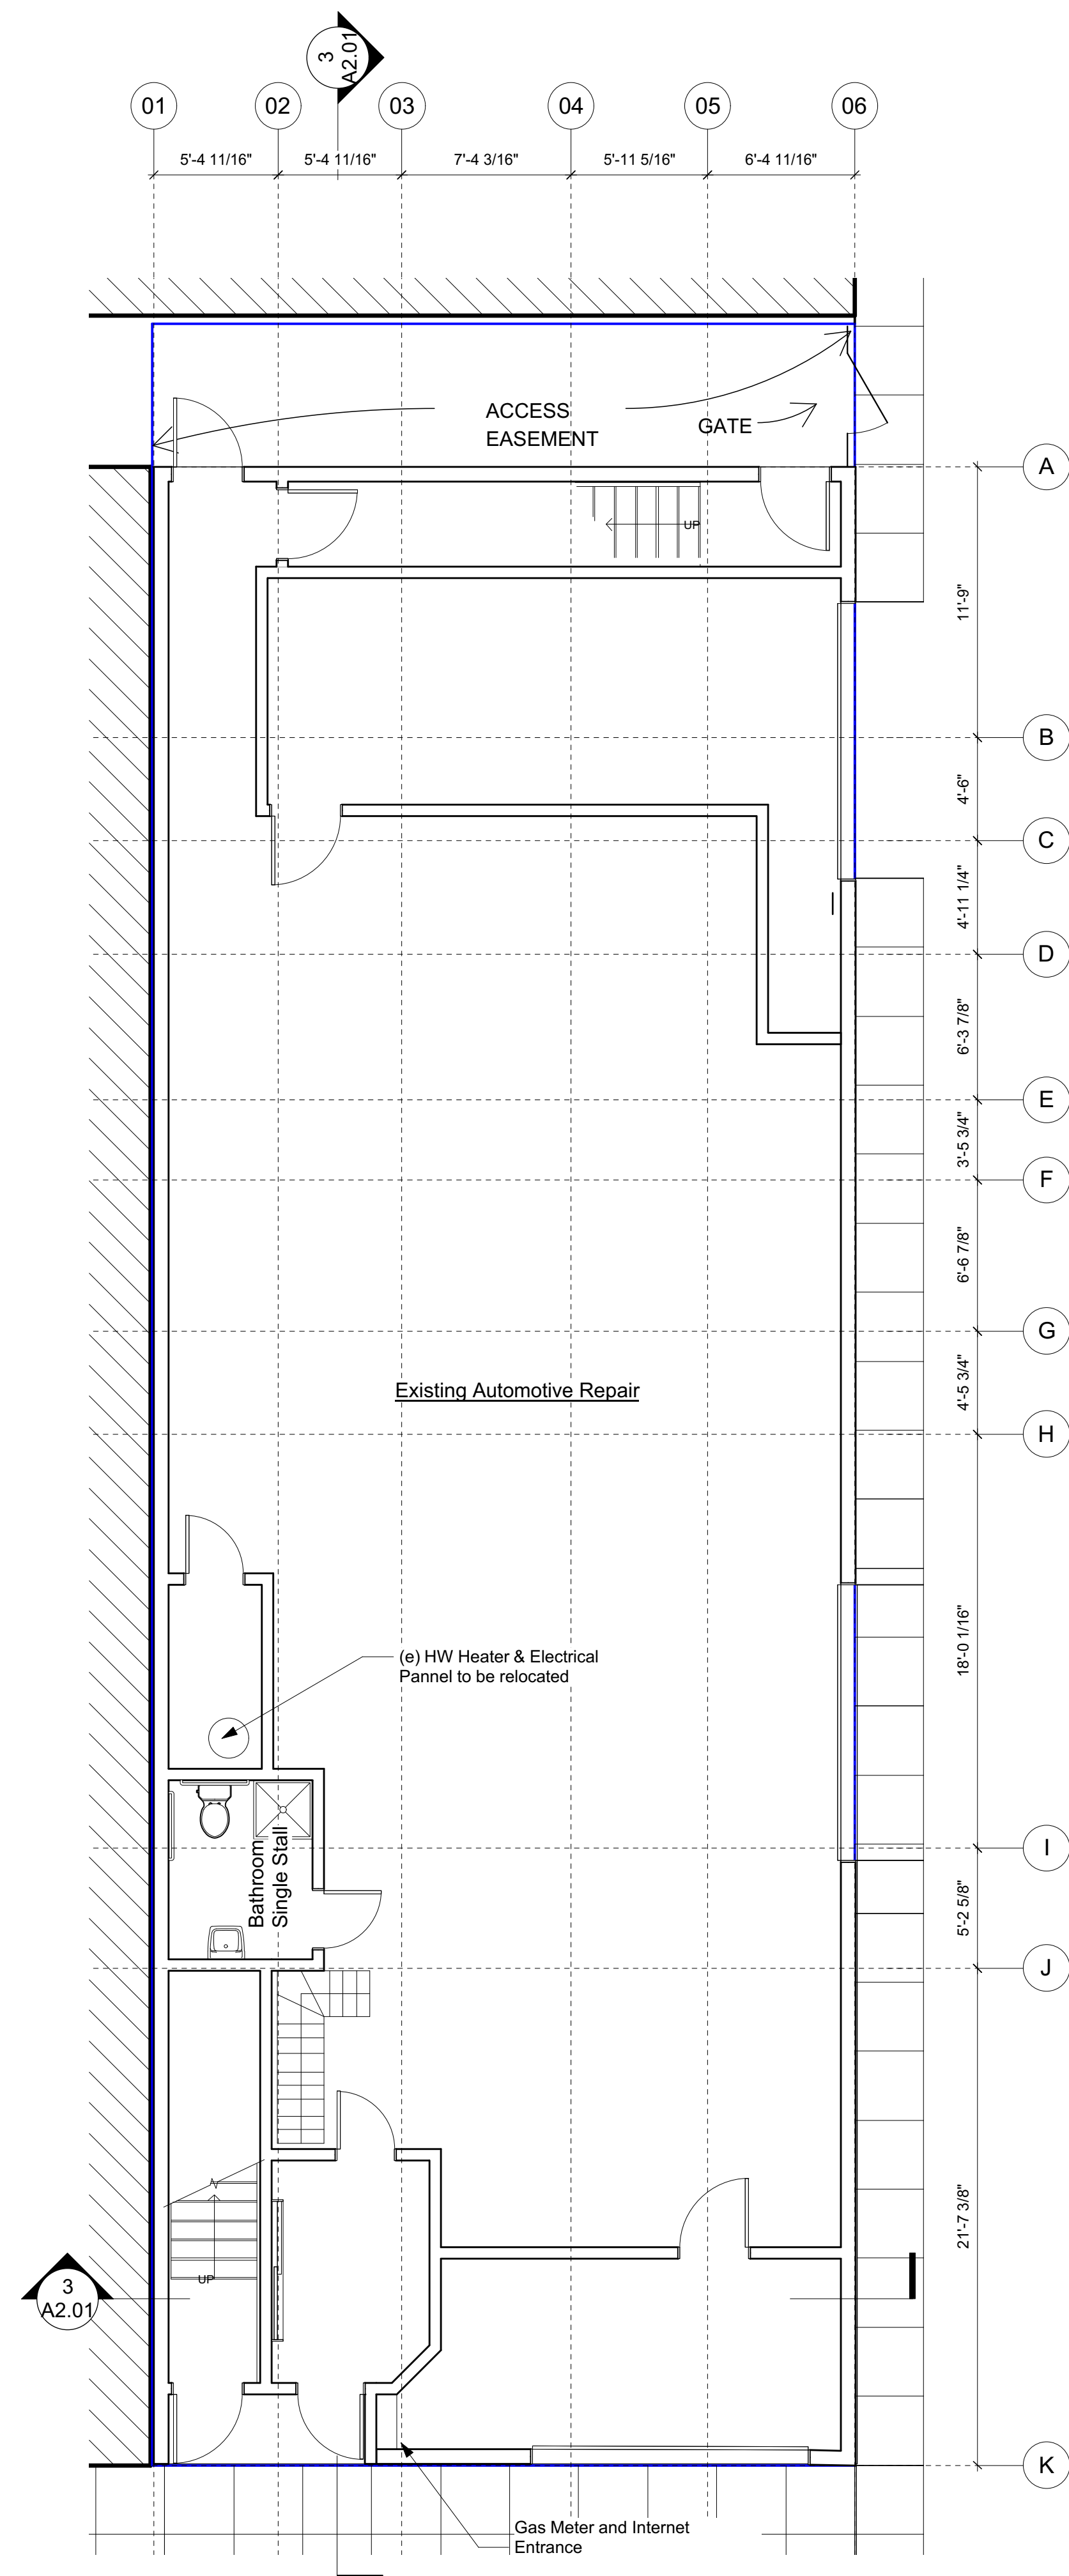 3
A2.01
01
02
03
04
05
06
5'-4 11/16"
5'-4 11/16"
7'-4 3/16"
5'-11 5/16"
6'-4 11/16"
ACCESS
EASEMENT
GATE
A
UP
11'-9"
B
4'-6"
C
4'-11 1/4"
D
6'-3 7/8"
E
3'-5 3/4"
F
6'-6 7/8"
G
4'-5 3/4"
Existing Automotive Repair
H
(e) HW Heater & Electrical
Pannel to be relocated
18'-0 1/16"
Bathroom
Single Stall
I
5'-2 5/8"
J
21'-7 3/8"
UP
3
A2.01
K
Gas Meter and Internet
Entrance